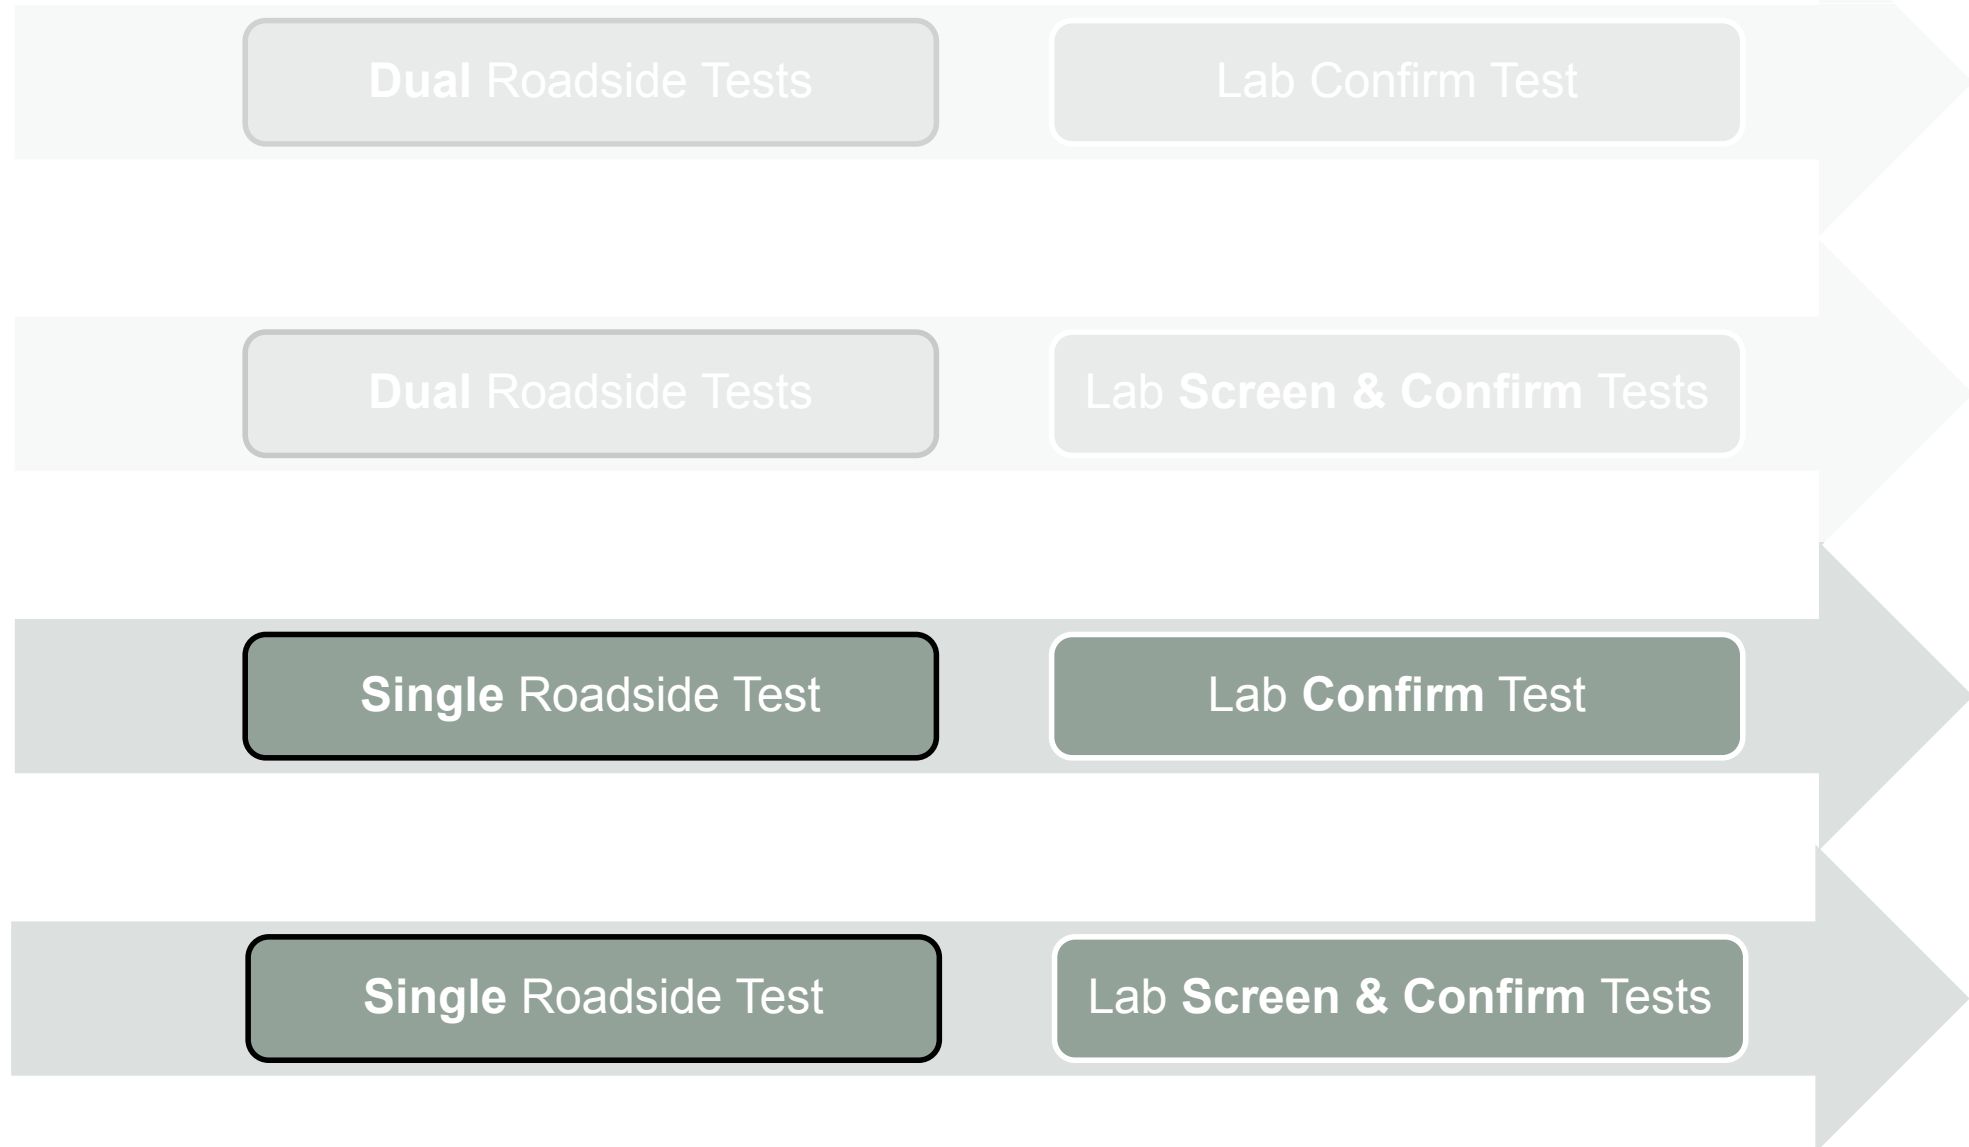 Dual Roadside Tests
Lab Confirm Test
Dual Roadside Tests
Lab Screen & Confirm Tests
Single Roadside Test
Lab Confirm Test
Single Roadside Test
Lab Screen & Confirm Tests